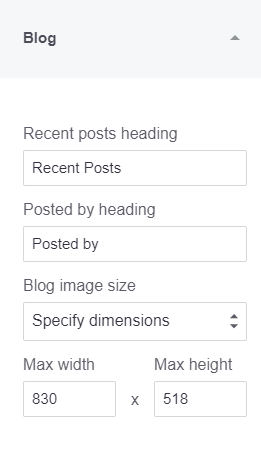 Blog
Recent posts heading
Recent Posts
Posted by heading
Posted by
Blog image size
Specify dimensions
Max width Max height
830 x 518